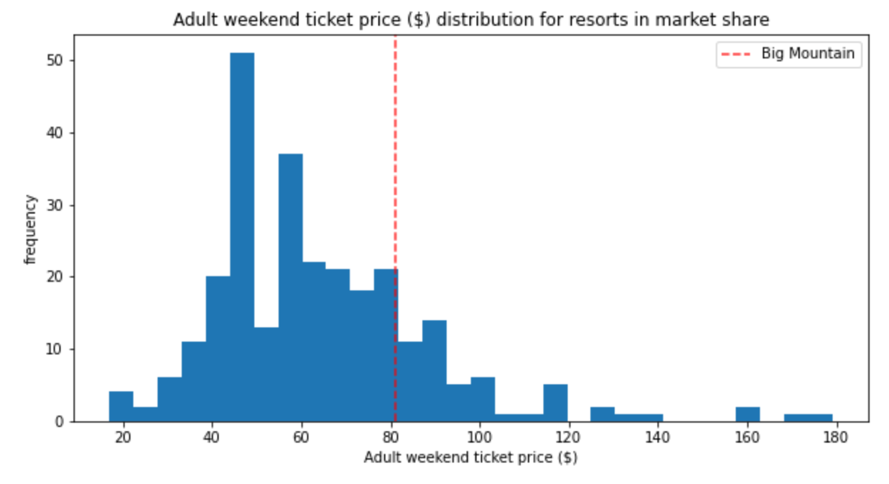 Adult weekend ticket price ($) distribution for resorts in market share
Big Mountain
50
40
30
20
10
0
frequency
20 40 60 80 100 120 140 160 180
Adult weekend ticket price ($)